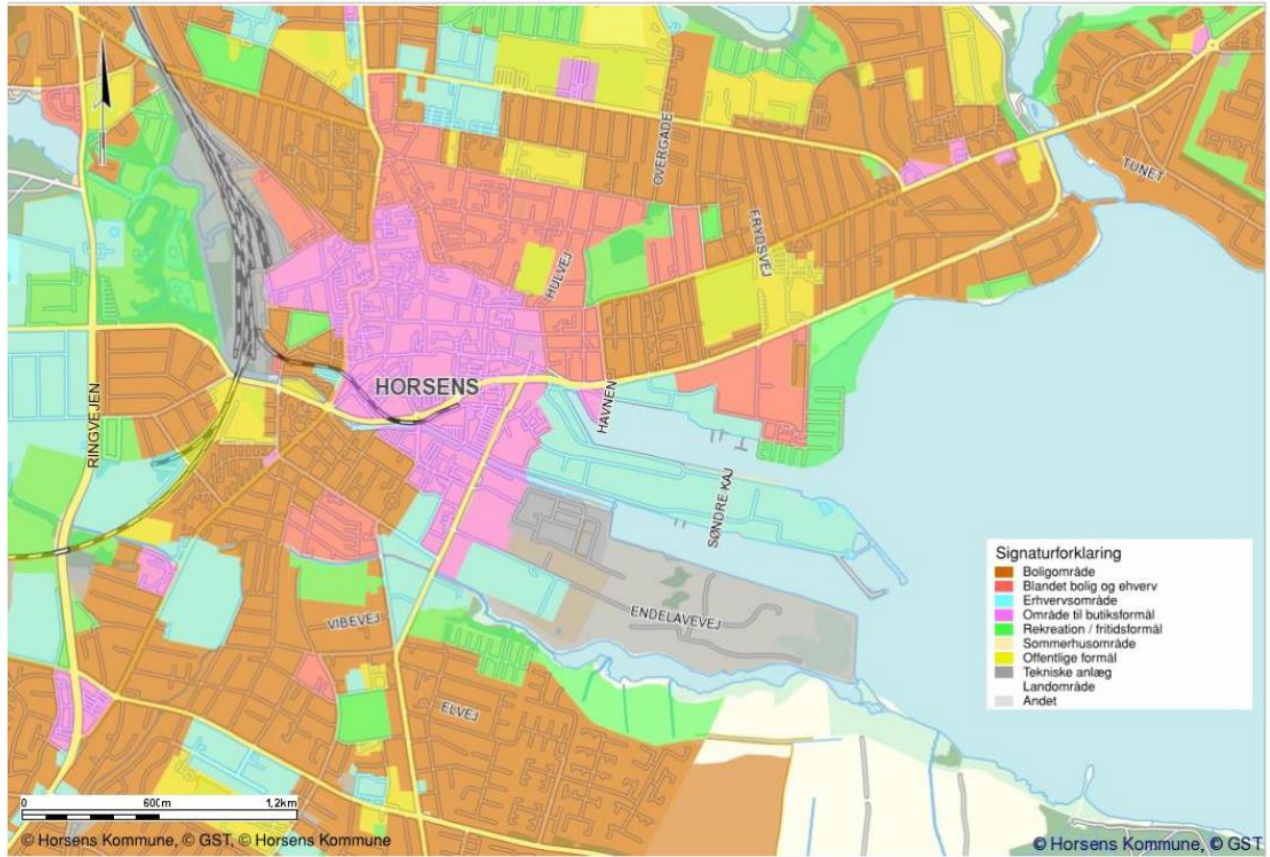 OVERGADE
TUNET
FRYDSVEJ
HULVEJ
HORSENS
HAVNEN
RINGVEJEN
SØNDRE KAJ
Signaturforklaring
Boligområde
Blandet bolig og ehverv
Erhvervsområde
Område til butiksformål
Rekreation / fritidsformål
Sommerhusområde
Offentlige formål
Tekniske anlæg
Landområde
Andet
ENDELAVEVEJ
VIBEVEJ
ELVEJ
0 600m 1,2km
© Horsens Kommune, © GST, © Horsens Kommune
© Horsens Kommune, © GST